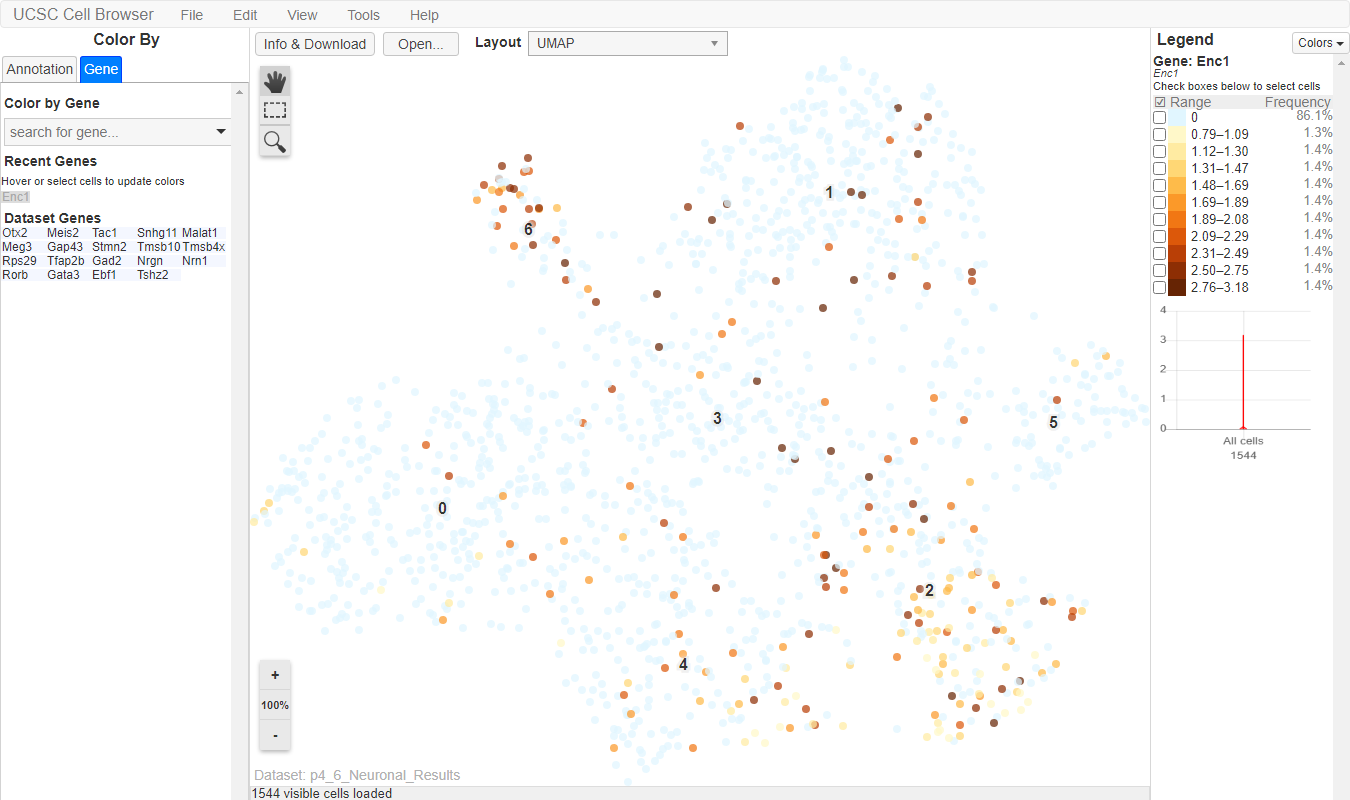 UCSC Cell Browser File Edit View Tools Help
Color By
Annotation Gene
Color by Gene
search for gene...
Recent Genes
Hover or select cells to update colors
Enc1
Dataset Genes
Otx2 Meis2 Tac1 Snhg11 Malat1
Meg3 Gap43 Stmn2 Tmsb10 Tmsb4x
Rps29 Tfap2b Gad2 Nrgn Nrn1
Rorb Gata3 Ebf1 Tshz2
Info & Download Open... Layout UMAP
1
6
3
5
0
2
4
+
100%
-
Dataset: p4_6_Neuronal_Results
1544 visible cells loaded
Legend Colors
Gene: Enc1
Enc1
Check boxes below to select cells
Range Frequency
0 86.1%
0.79–1.09 1.3%
1.12–1.30 1.4%
1.31–1.47 1.4%
1.48–1.69 1.4%
1.69–1.89 1.4%
1.89–2.08 1.4%
2.09–2.29 1.4%
2.31–2.49 1.4%
2.50–2.75 1.4%
2.76–3.18 1.4%
4
3
2
1
0
All cells
1544